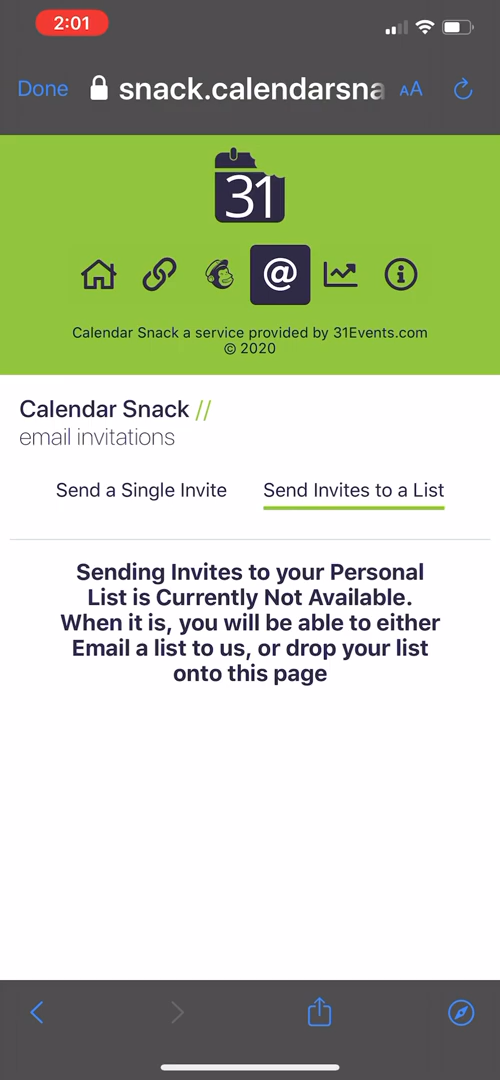 2:01
Done
snack.calendarsna
AA
31
@
Calendar Snack a service provided by 31Events.com
© 2020
Calendar Snack //
email invitations
Send a Single Invite
Send Invites to a List
Sending Invites to your Personal
List is Currently Not Available.
When it is, you will be able to either
Email a list to us, or drop your list
onto this page